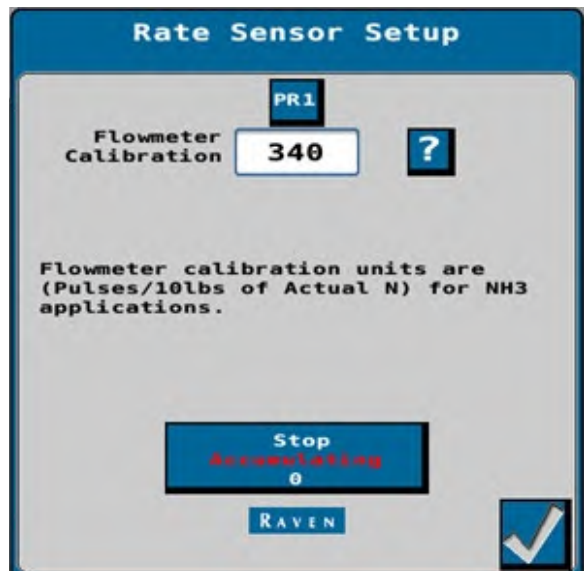 Rate Sensor Setup
PR1
Flowmeter
Calibration
340
?
Flowmeter calibration units are
(Pulses/10lbs of Actual N) for NH3
applications.
Stop
Accumulating
0
RAVEN